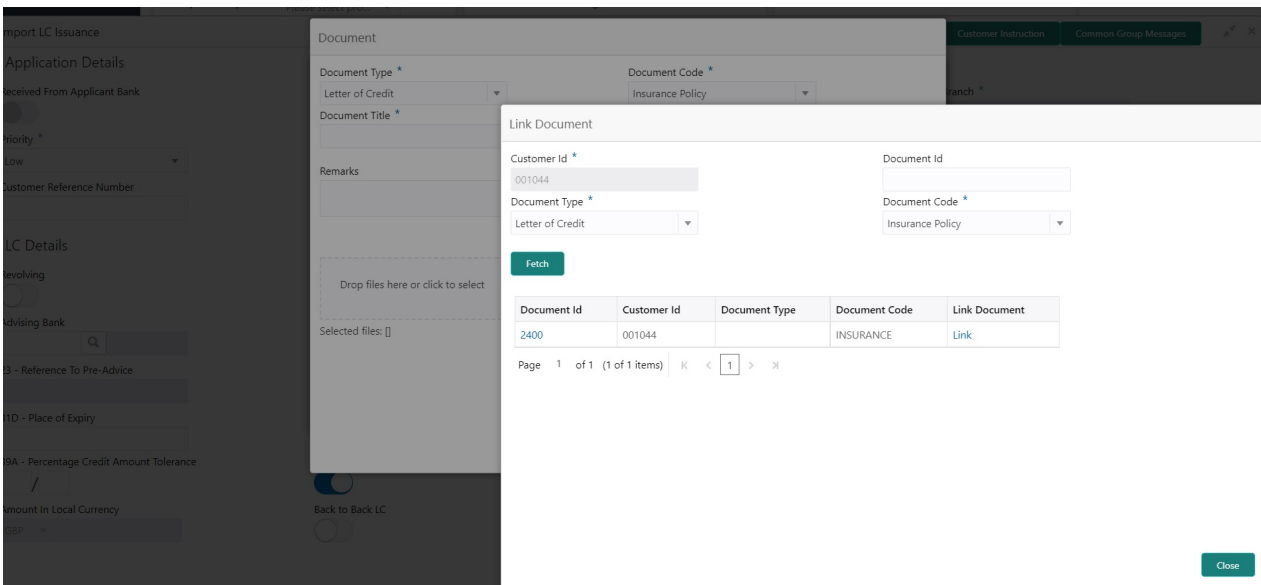 Please select pro...
mport LC Issuance
Customer Instruction
Common Group Messages
Application Details
Received From Applicant Bank
Priority *
Low
Customer Reference Number
LC Details
Revolving
Advising Bank
23 - Reference To Pre-Advice
31D - Place of Expiry
39A - Percentage Credit Amount Tolerance
/
Amount In Local Currency
GBP
Back to Back LC
ranch *
Document
Document Type *
Letter of Credit
Document Code *
Insurance Policy
Document Title *
Remarks
Drop files here or click to select
Selected files: []
Link Document
Customer Id *
001044
Document Id
Document Type *
Letter of Credit
Document Code *
Insurance Policy
Fetch
Document Id Customer Id Document Type Document Code Link Document
2400 001044 INSURANCE Link
Page 1 of 1 (1 of 1 items) 1
Close